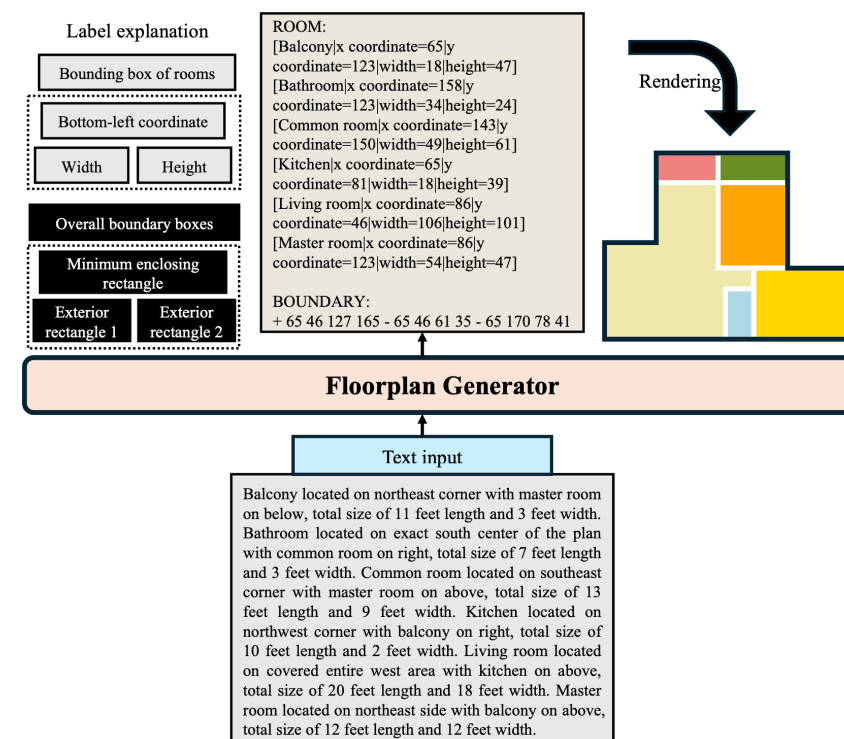 Label explanation
Bounding box of rooms
Bottom-left coordinate
Width
Height
Overall boundary boxes
Minimum enclosing
rectangle
Exterior
rectangle 1
Exterior
rectangle 2
ROOM:
[Balcony|x coordinate=65|y
coordinate=123|width=18|height=47]
[Bathroom|x coordinate=158|y
coordinate=123|width=34|height=24]
[Common room|x coordinate=143|y
coordinate=150|width=49|height=61]
[Kitchen|x coordinate=65|y
coordinate=81|width=18|height=39]
[Living room|x coordinate=86|y
coordinate=46|width=106|height=101]
[Master room|x coordinate=86|y
coordinate=123|width=54|height=47]
BOUNDARY:
+ 65 46 127 165 - 65 46 61 35 - 65 170 78 41
Rendering
Floorplan Generator
Text input
Balcony located on northeast corner with master room
on below, total size of 11 feet length and 3 feet width.
Bathroom located on exact south center of the plan
with common room on right, total size of 7 feet length
and 3 feet width. Common room located on southeast
corner with master room on above, total size of 13
feet length and 9 feet width. Kitchen located on
northwest corner with balcony on right, total size of
10 feet length and 2 feet width. Living room located
on covered entire west area with kitchen on above,
total size of 20 feet length and 18 feet width. Master
room located on northeast side with balcony on above,
total size of 12 feet length and 12 feet width.